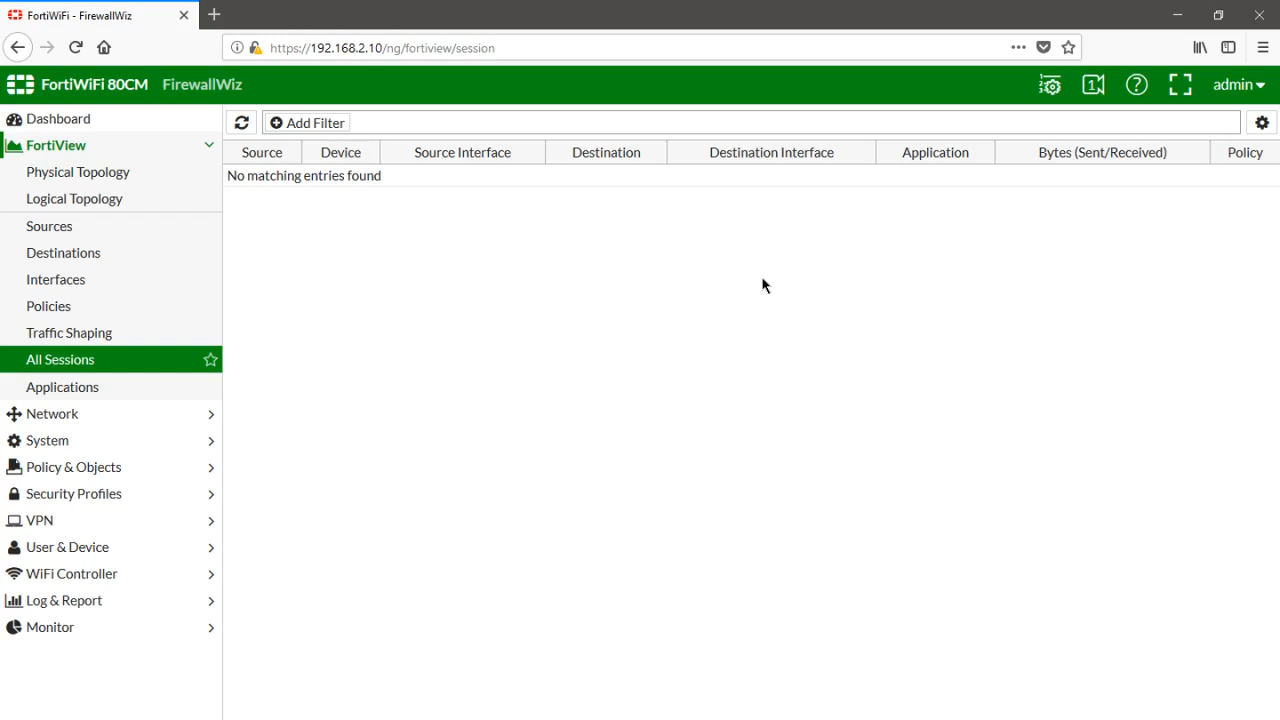 FortiWiFi - FirewallWiz
https://192.168.2.10/ng/fortiview/session
FortiWiFi 80CM FirewallWiz
1
admin
Dashboard
FortiView
Physical Topology
Logical Topology
Sources
Destinations
Interfaces
Policies
Traffic Shaping
All Sessions
Applications
Network
System
Policy & Objects
Security Profiles
VPN
User & Device
WiFi Controller
Log & Report
Monitor
Add Filter
Source Device Source Interface Destination Destination Interface Application Bytes (Sent/Received) Policy
No matching entries found